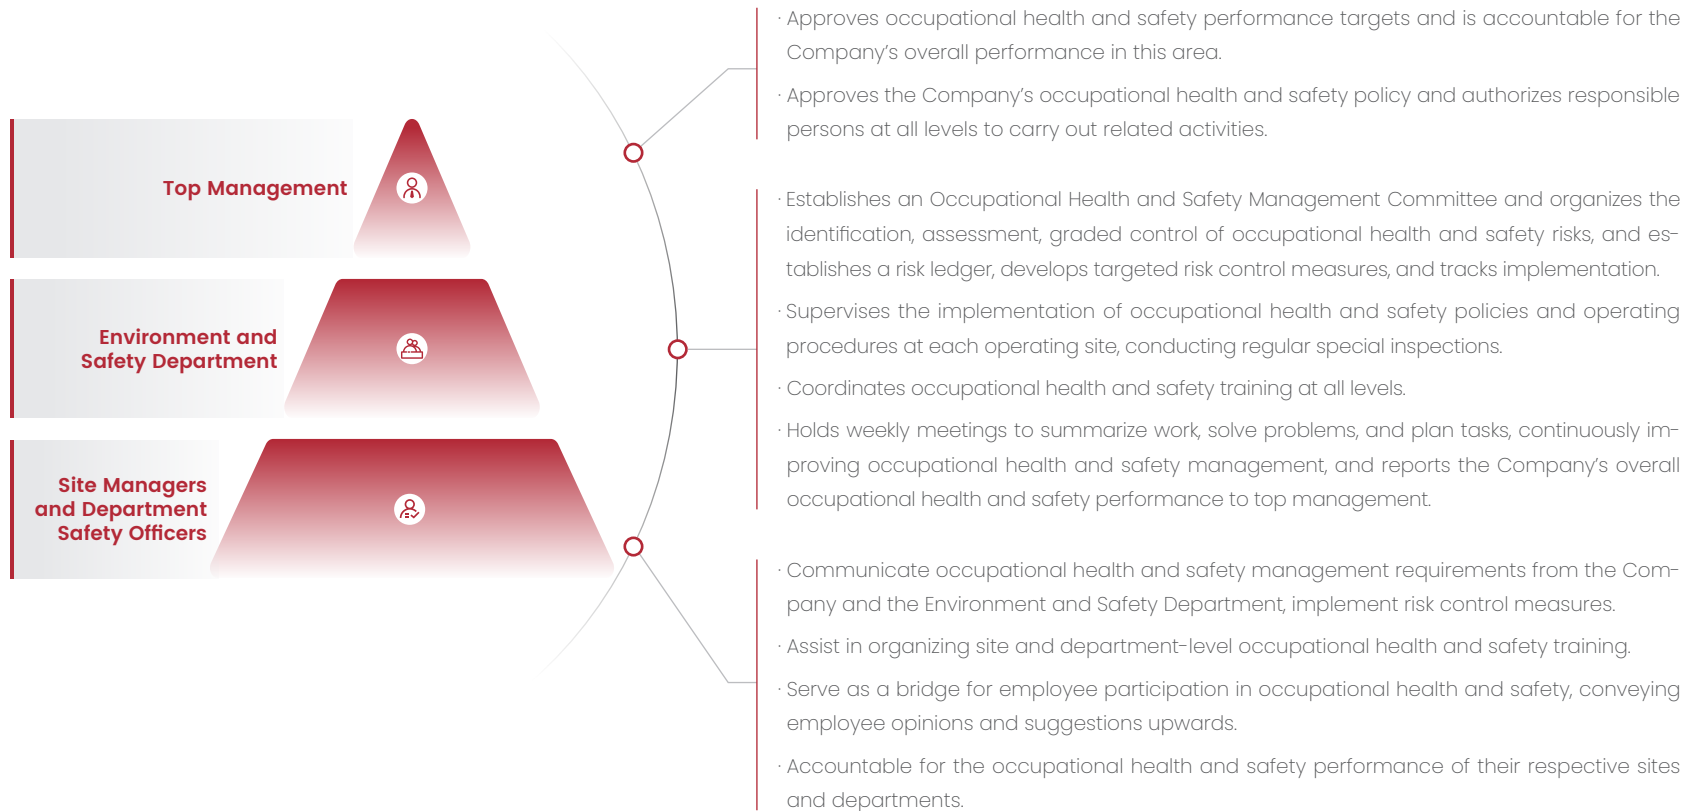 Top Management
Environment and
Safety Department
Site Managers
and Department
Safety Officers
· Approves occupational health and safety performance targets and is accountable for the
Company’s overall performance in this area.
· Approves the Company’s occupational health and safety policy and authorizes responsible
persons at all levels to carry out related activities.
· Establishes an Occupational Health and Safety Management Committee and organizes the
identification, assessment, graded control of occupational health and safety risks, and es-
tablishes a risk ledger, develops targeted risk control measures, and tracks implementation.
· Supervises the implementation of occupational health and safety policies and operating
procedures at each operating site, conducting regular special inspections.
· Coordinates occupational health and safety training at all levels.
· Holds weekly meetings to summarize work, solve problems, and plan tasks, continuously im-
proving occupational health and safety management, and reports the Company’s overall
occupational health and safety performance to top management.
· Communicate occupational health and safety management requirements from the Com-
pany and the Environment and Safety Department, implement risk control measures.
· Assist in organizing site and department-level occupational health and safety training.
· Serve as a bridge for employee participation in occupational health and safety, conveying
employee opinions and suggestions upwards.
· Accountable for the occupational health and safety performance of their respective sites
and departments.